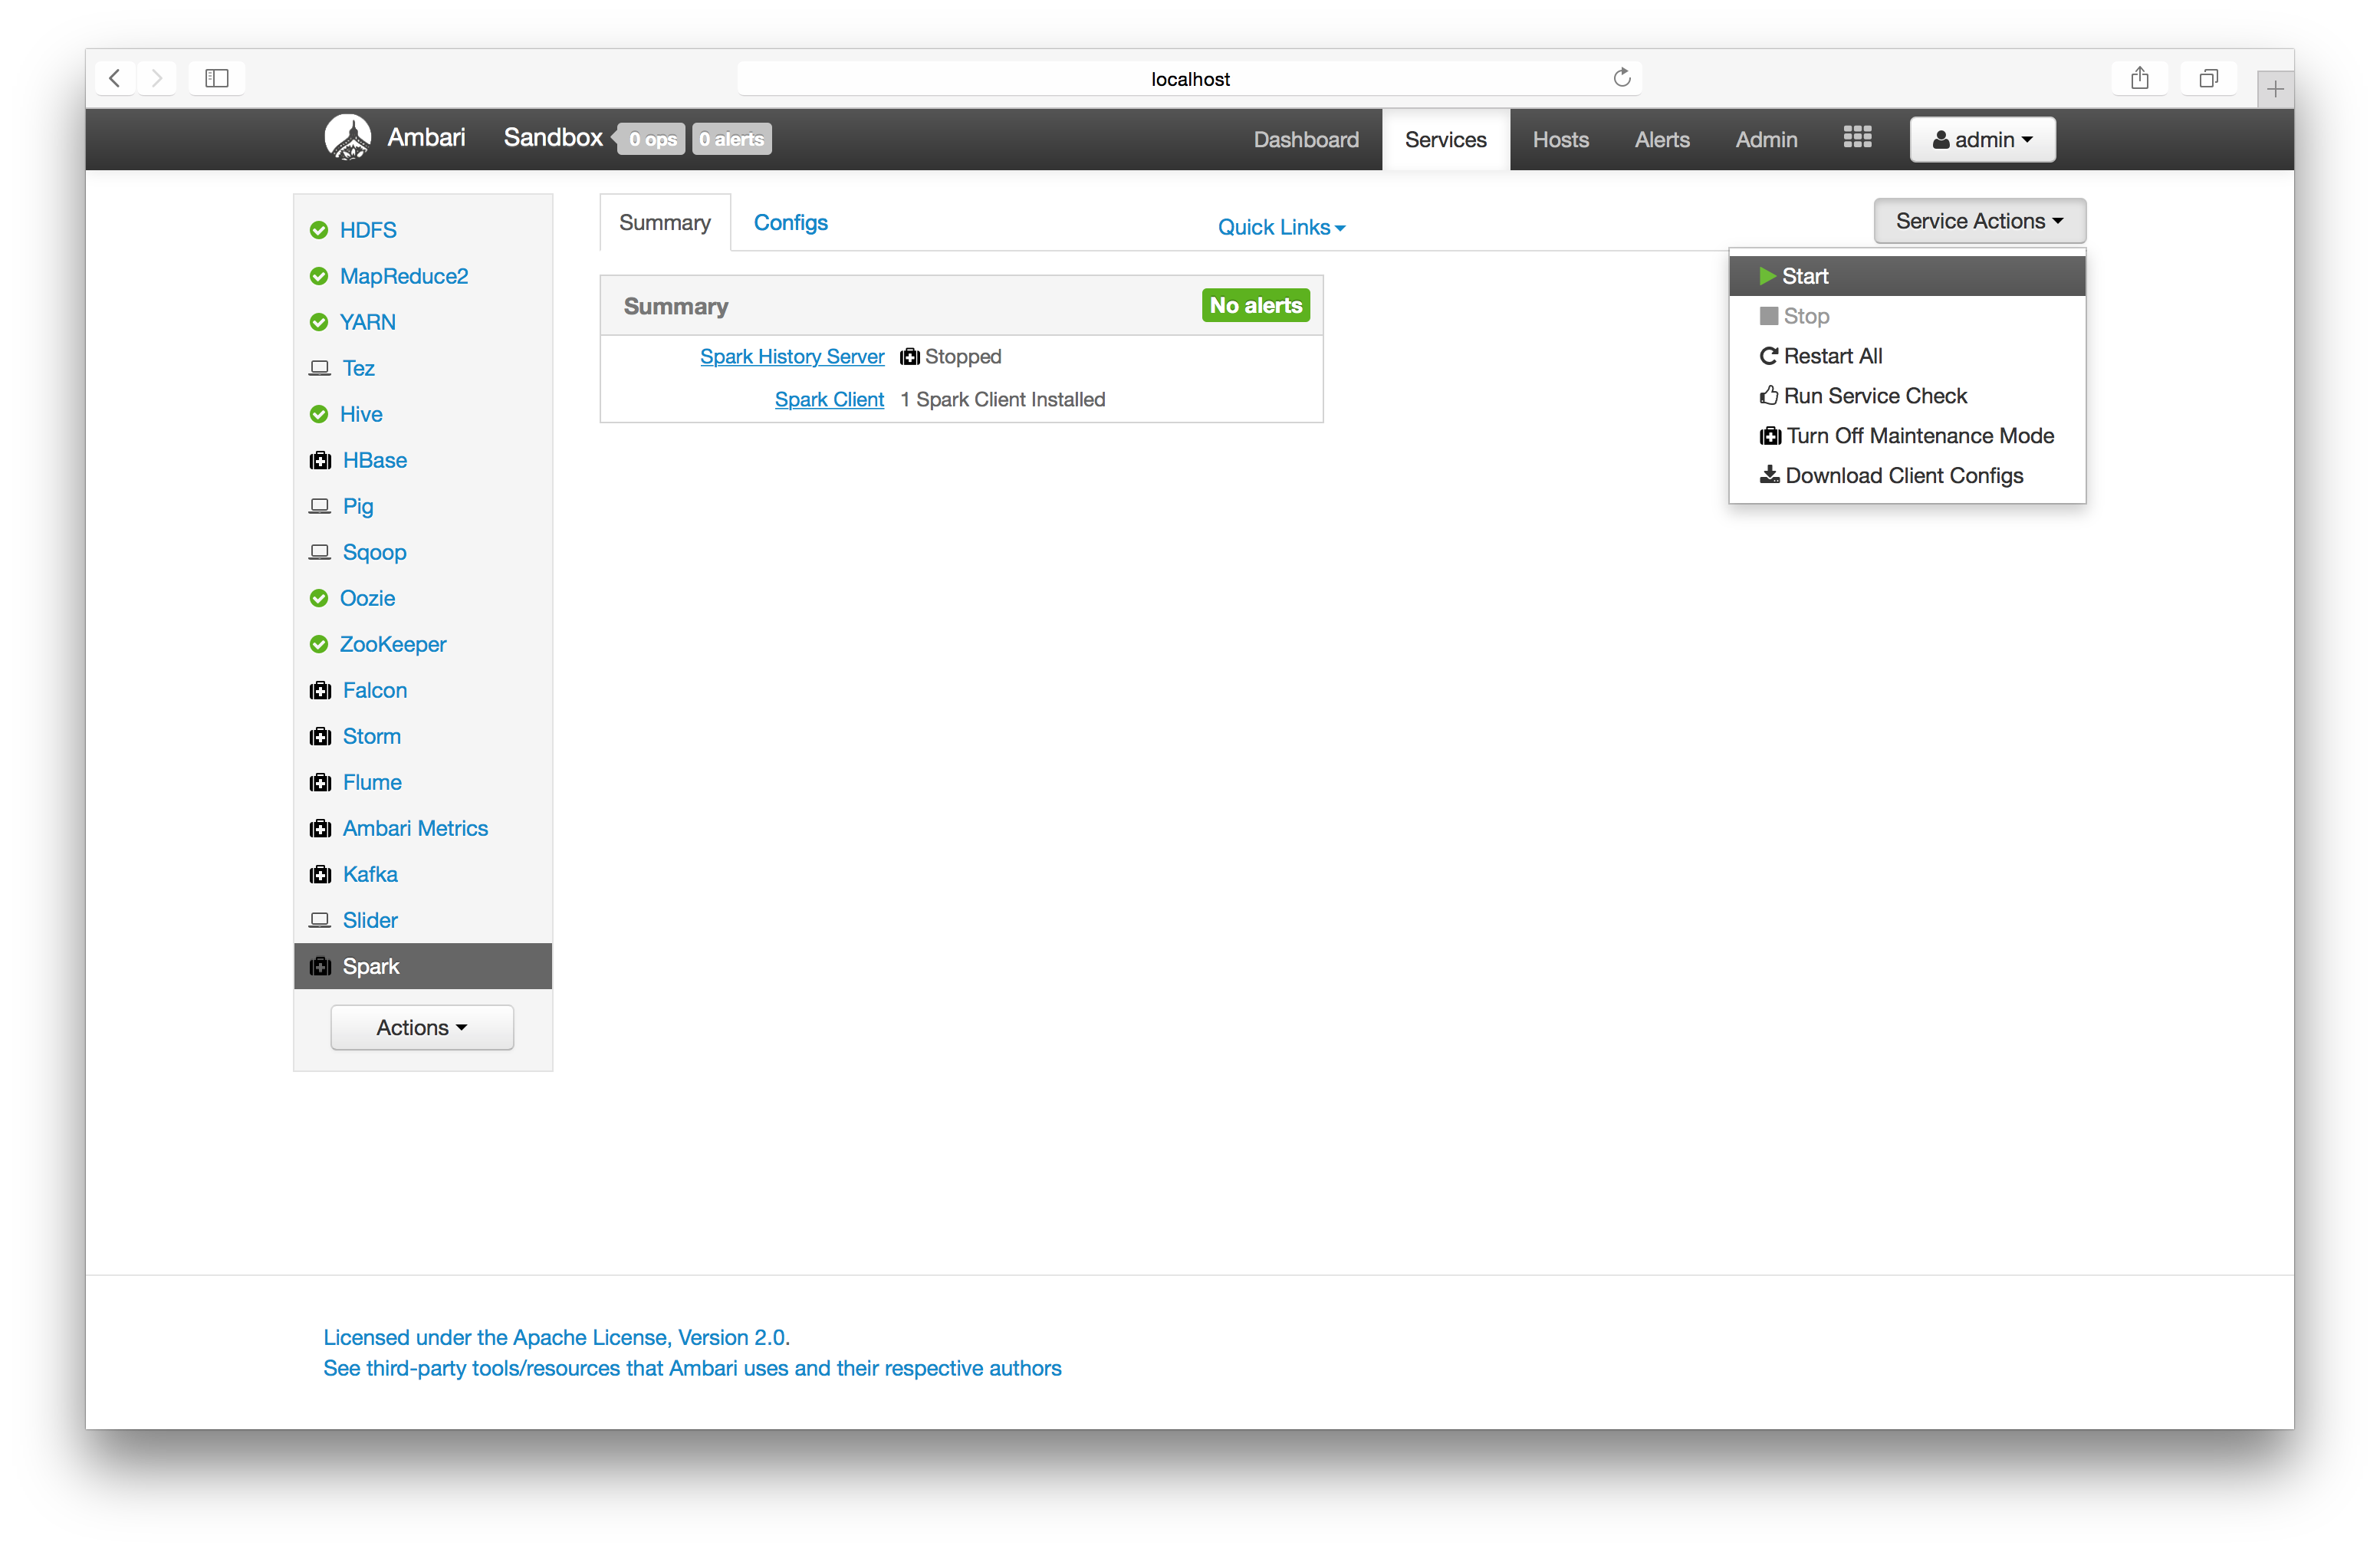 localhost
Ambari Sandbox 0 ops 0 alerts Dashboard Services Hosts Alerts Admin admin
HDFS
MapReduce2
YARN
Tez
Hive
HBase
Pig
Sqoop
Oozie
ZooKeeper
Falcon
Storm
Flume
Ambari Metrics
Kafka
Slider
Spark
Actions
Summary Configs Quick Links Service Actions
Summary No alerts
Spark History Server Stopped
Spark Client 1 Spark Client Installed
Start
Stop
Restart All
Run Service Check
Turn Off Maintenance Mode
Download Client Configs
Licensed under the Apache License, Version 2.0.
See third-party tools/resources that Ambari uses and their respective authors